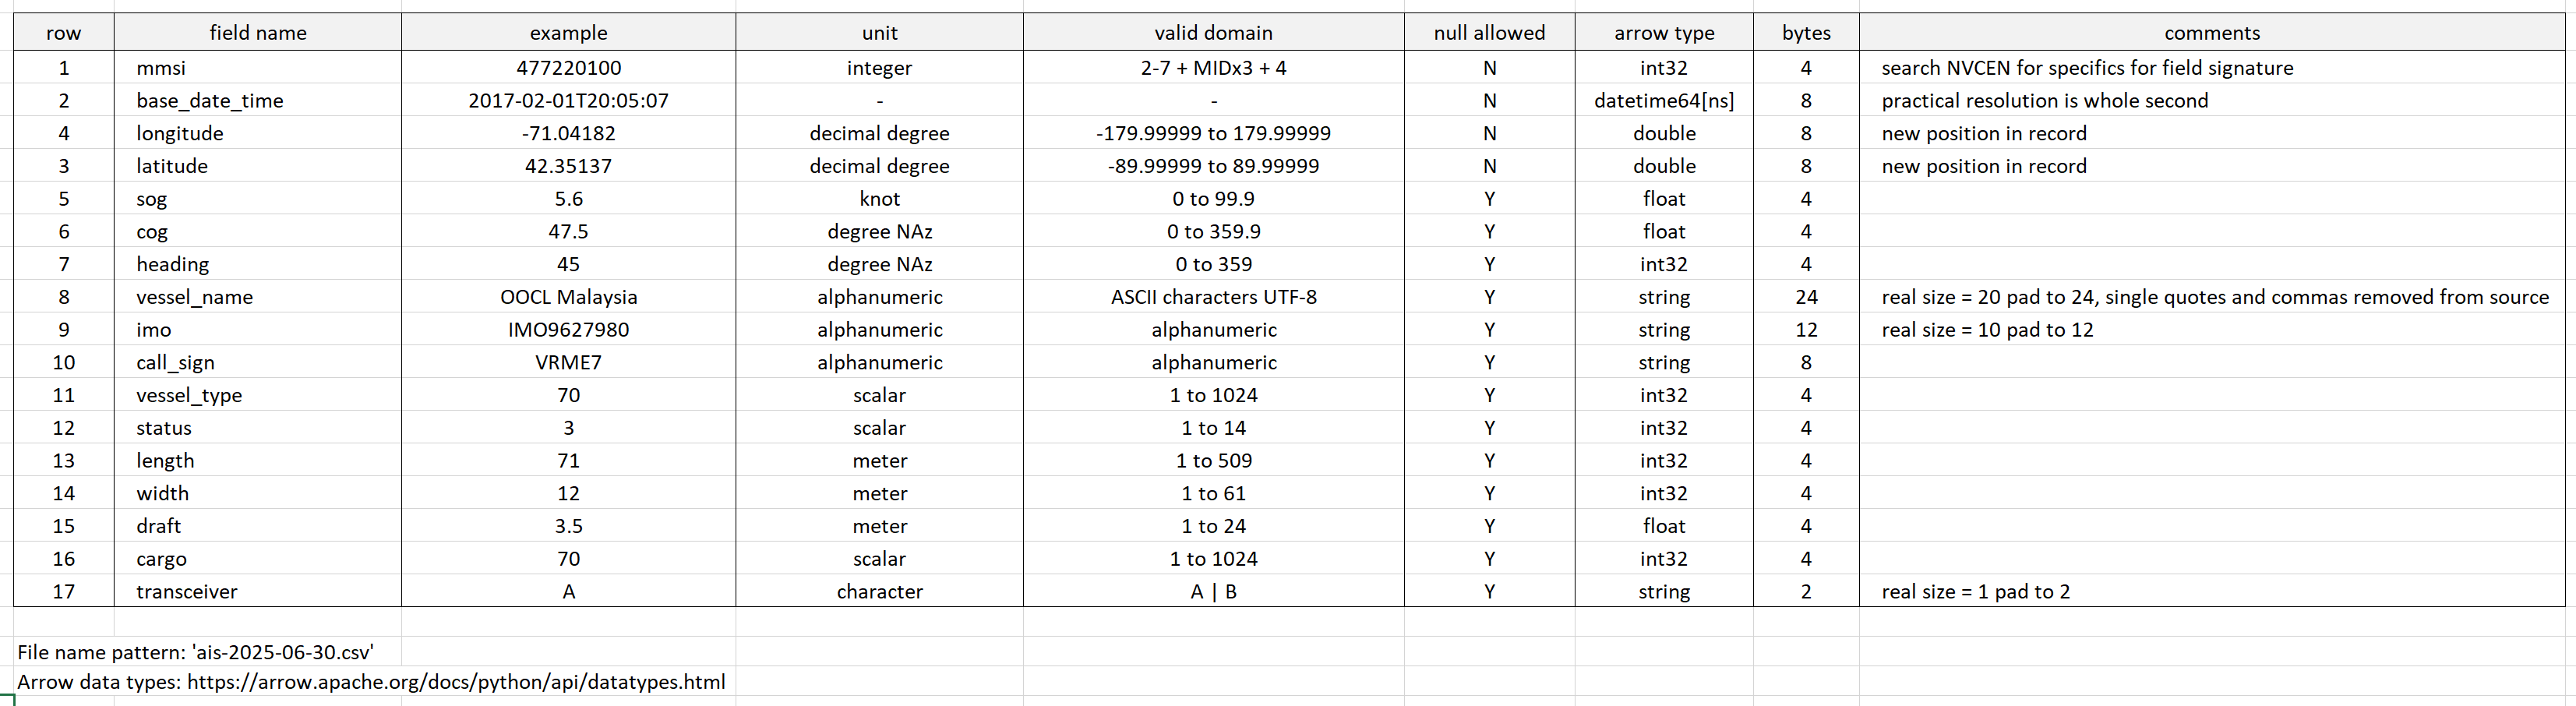 row field name example unit valid domain null allowed arrow type bytes comments
1 mmsi 477220100 integer 2-7 + MIDx3 + 4 N int32 4 search NVCEN for specifics for field signature
2 base_date_time 2017-02-01T20:05:07 - - N datetime64[ns] 8 practical resolution is whole second
4 longitude -71.04182 decimal degree -179.99999 to 179.99999 N double 8 new position in record
3 latitude 42.35137 decimal degree -89.99999 to 89.99999 N double 8 new position in record
5 sog 5.6 knot 0 to 99.9 Y float 4
6 cog 47.5 degree NAz 0 to 359.9 Y float 4
7 heading 45 degree NAz 0 to 359 Y int32 4
8 vessel_name OOCL Malaysia alphanumeric ASCII characters UTF-8 Y string 24 real size = 20 pad to 24, single quotes and commas removed from source
9 imo IMO9627980 alphanumeric alphanumeric Y string 12 real size = 10 pad to 12
10 call_sign VRME7 alphanumeric alphanumeric Y string 8
11 vessel_type 70 scalar 1 to 1024 Y int32 4
12 status 3 scalar 1 to 14 Y int32 4
13 length 71 meter 1 to 509 Y int32 4
14 width 12 meter 1 to 61 Y int32 4
15 draft 3.5 meter 1 to 24 Y float 4
16 cargo 70 scalar 1 to 1024 Y int32 4
17 transceiver A character A | B Y string 2 real size = 1 pad to 2
File name pattern: 'ais-2025-06-30.csv'
Arrow data types: https://arrow.apache.org/docs/python/api/datatypes.html